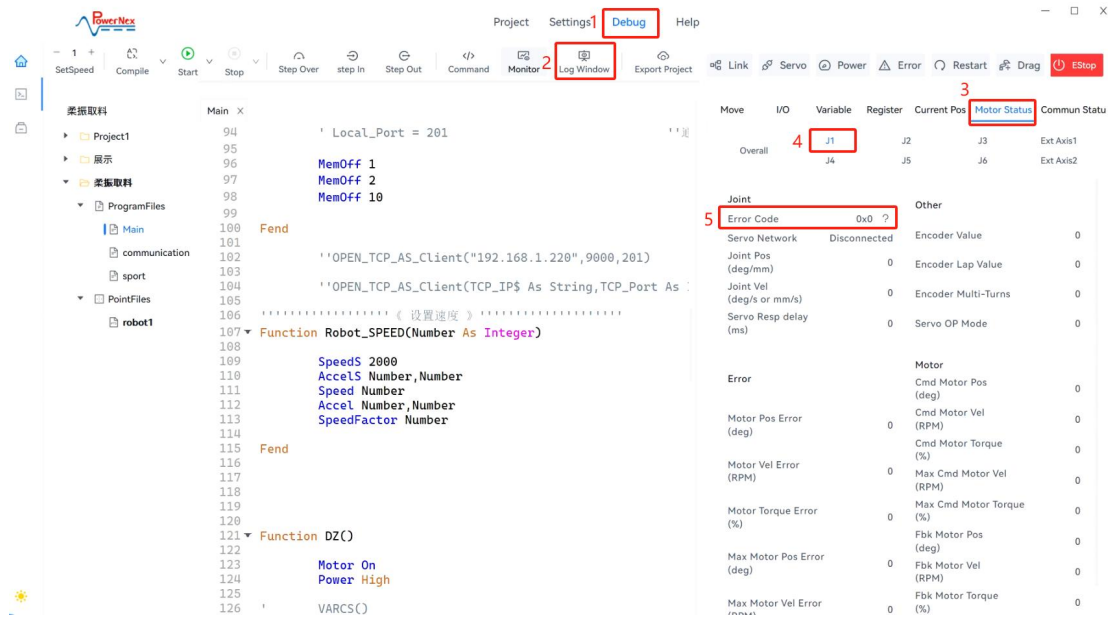 PowerNex
Project Settings 1 Debug Help
− 1 + SetSpeed Compile Start Stop Step Over step In Step Out Command Monitor 2 Log Window Export Project Link Servo Power Error Restart Drag EStop
3
柔振取料
Project1
展示
柔振取料
ProgramFiles
Main
communication
sport
PointFiles
robot1
Main ×
94 ' Local_Port = 201
95
96 MemOff 1
97 MemOff 2
98 MemOff 10
99
100 Fend
101
102 ''OPEN_TCP_AS_Client("192.168.1.220",9000,201)
103
104 ''OPEN_TCP_AS_Client(TCP_IP$ As String,TCP_Port As
105
106 ''''''''''''''''''《 设置速度 》''''''''''''''''''''
107 Function Robot_SPEED(Number As Integer)
108
109 SpeedS 2000
110 AccelS Number,Number
111 Speed Number
112 Accel Number,Number
113 SpeedFactor Number
114
115 Fend
116
117
118
119
120
121 Function DZ()
122
123 Motor On
124 Power High
125
126 ' VARCS()
Move I/O Variable Register Current Pos Motor Status Commun Statu
Overall
4 J1 J2 J3 Ext Axis1
J4 J5 J6 Ext Axis2
Joint
5 Error Code 0x0 ?
Servo Network Disconnected
Joint Pos
(deg/mm) 0
Joint Vel
(deg/s or mm/s) 0
Servo Resp delay
(ms) 0
Error
Motor Pos Error
(deg) 0
Motor Vel Error
(RPM) 0
Motor Torque Error
(%) 0
Max Motor Pos Error
(deg) 0
Max Motor Vel Error
(RPM) 0
Other
Encoder Value 0
Encoder Lap Value 0
Encoder Multi-Turns 0
Servo OP Mode 0
Motor
Cmd Motor Pos
(deg) 0
Cmd Motor Vel
(RPM) 0
Cmd Motor Torque
(%) 0
Max Cmd Motor Vel
(RPM) 0
Max Cmd Motor Torque
(%) 0
Fbk Motor Pos
(deg) 0
Fbk Motor Vel
(RPM) 0
Fbk Motor Torque
(%) 0